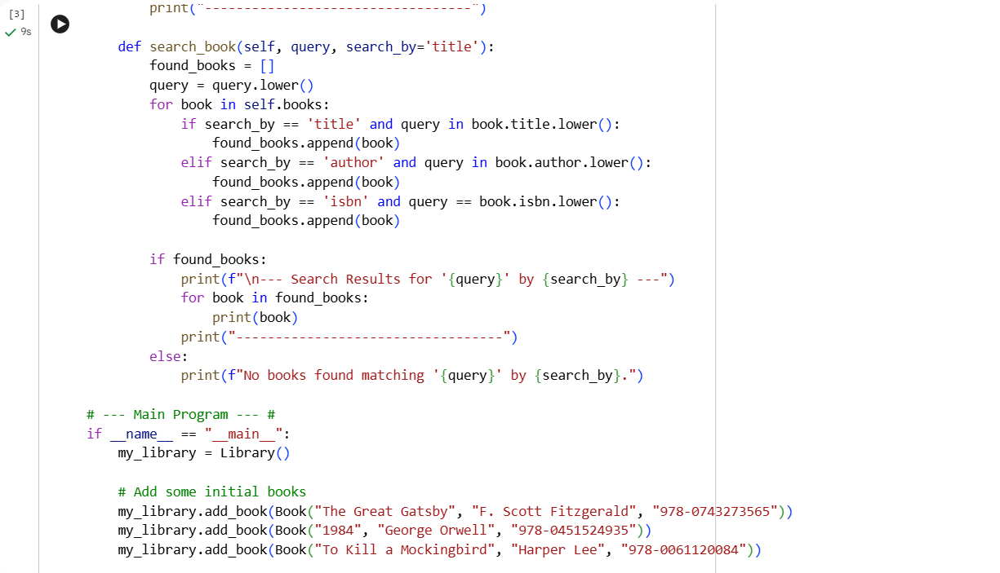 [3]
9s
print("----------------------------------")
def search_book(self, query, search_by='title'):
found_books = []
query = query.lower()
for book in self.books:
if search_by == 'title' and query in book.title.lower():
found_books.append(book)
elif search_by == 'author' and query in book.author.lower():
found_books.append(book)
elif search_by == 'isbn' and query == book.isbn.lower():
found_books.append(book)
if found_books:
print(f"\n--- Search Results for '{query}' by {search_by} ---")
for book in found_books:
print(book)
print("----------------------------------")
else:
print(f"No books found matching '{query}' by {search_by}.")
# --- Main Program --- #
if __name__ == "__main__":
my_library = Library()
# Add some initial books
my_library.add_book(Book("The Great Gatsby", "F. Scott Fitzgerald", "978-0743273565"))
my_library.add_book(Book("1984", "George Orwell", "978-0451524935"))
my_library.add_book(Book("To Kill a Mockingbird", "Harper Lee", "978-0061120084"))